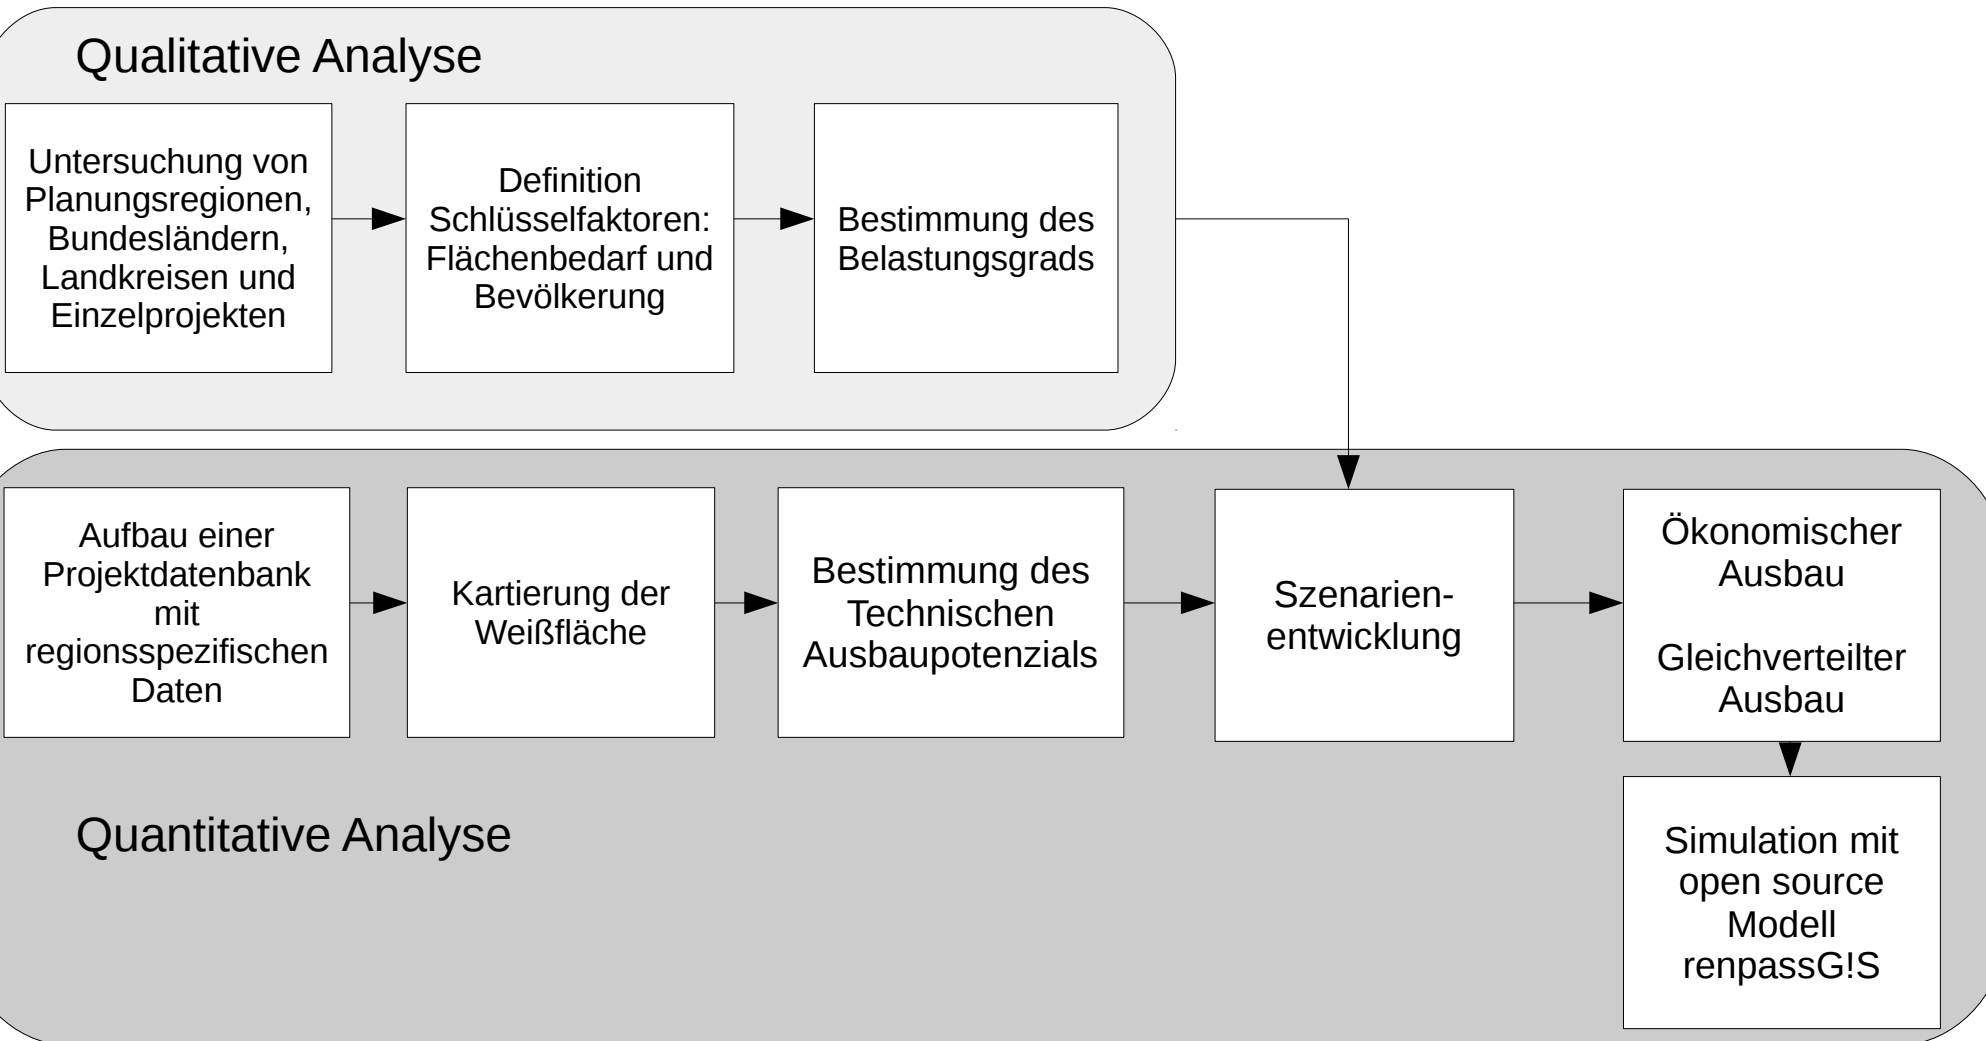 Qualitative Analyse
Untersuchung von
Planungsregionen,
Bundesländern,
Landkreisen und
Einzelprojekten
Definition
Schlüsselfaktoren:
Flächenbedarf und
Bevölkerung
Bestimmung des
Belastungsgrads
Aufbau einer
Projektdatenbank
mit
regionsspezifischen
Daten
Kartierung der
Weißfläche
Bestimmung des
Technischen
Ausbaupotenzials
Szenarien-
entwicklung
Ökonomischer
Ausbau
Gleichverteilter
Ausbau
Simulation mit
open source
Modell
renpassG!S
Quantitative Analyse